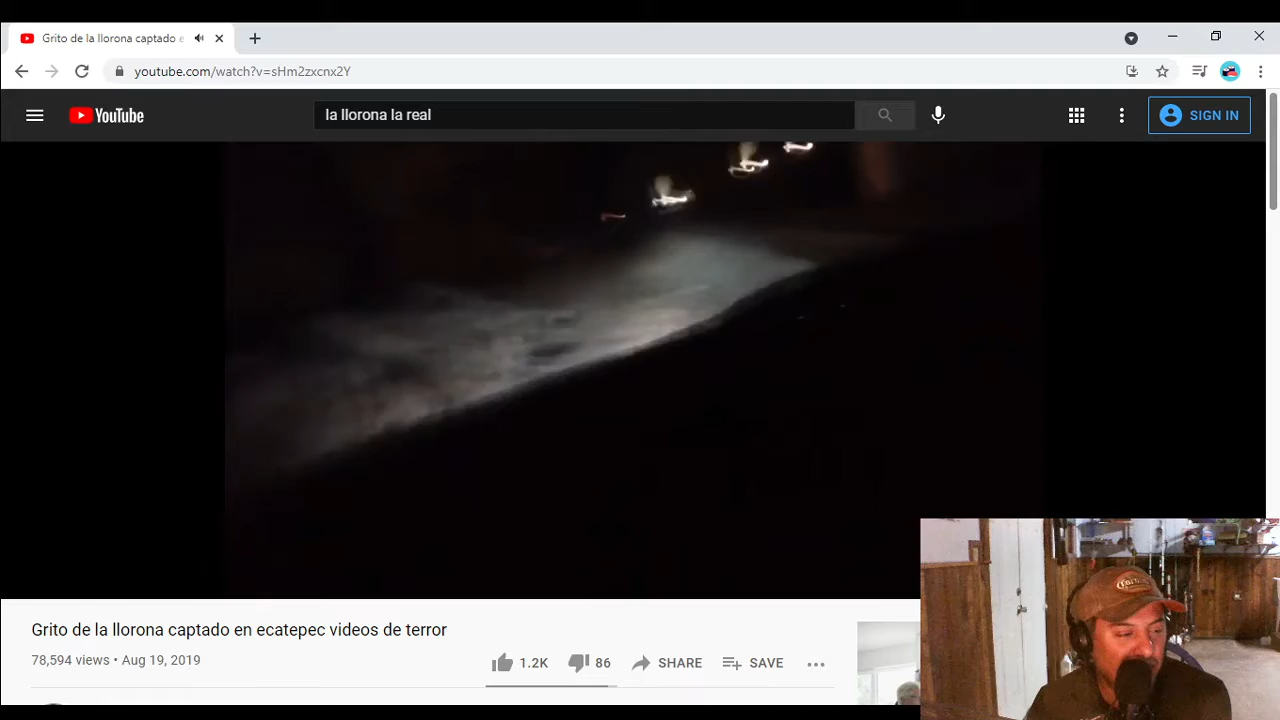 Grito de la llorona captado e
youtube.com/watch?v=sHm2zxcnx2Y
YouTube
la llorona la real
SIGN IN
Grito de la llorona captado en ecatepec videos de terror
78,594 views • Aug 19, 2019
1.2K
86
SHARE
SAVE